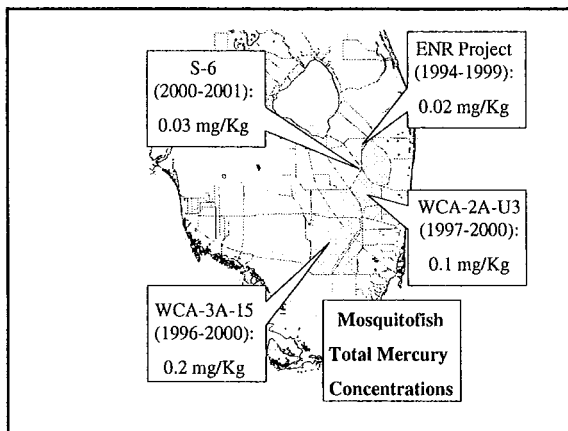 S-6
(2000-2001):
0.03 mg/Kg
ENR Project
(1994-1999):
0.02 mg/Kg
WCA-2A-U3
(1997-2000):
0.1 mg/Kg
WCA-3A-15
(1996-2000):
0.2 mg/Kg
Mosquitofish
Total Mercury
Concentrations